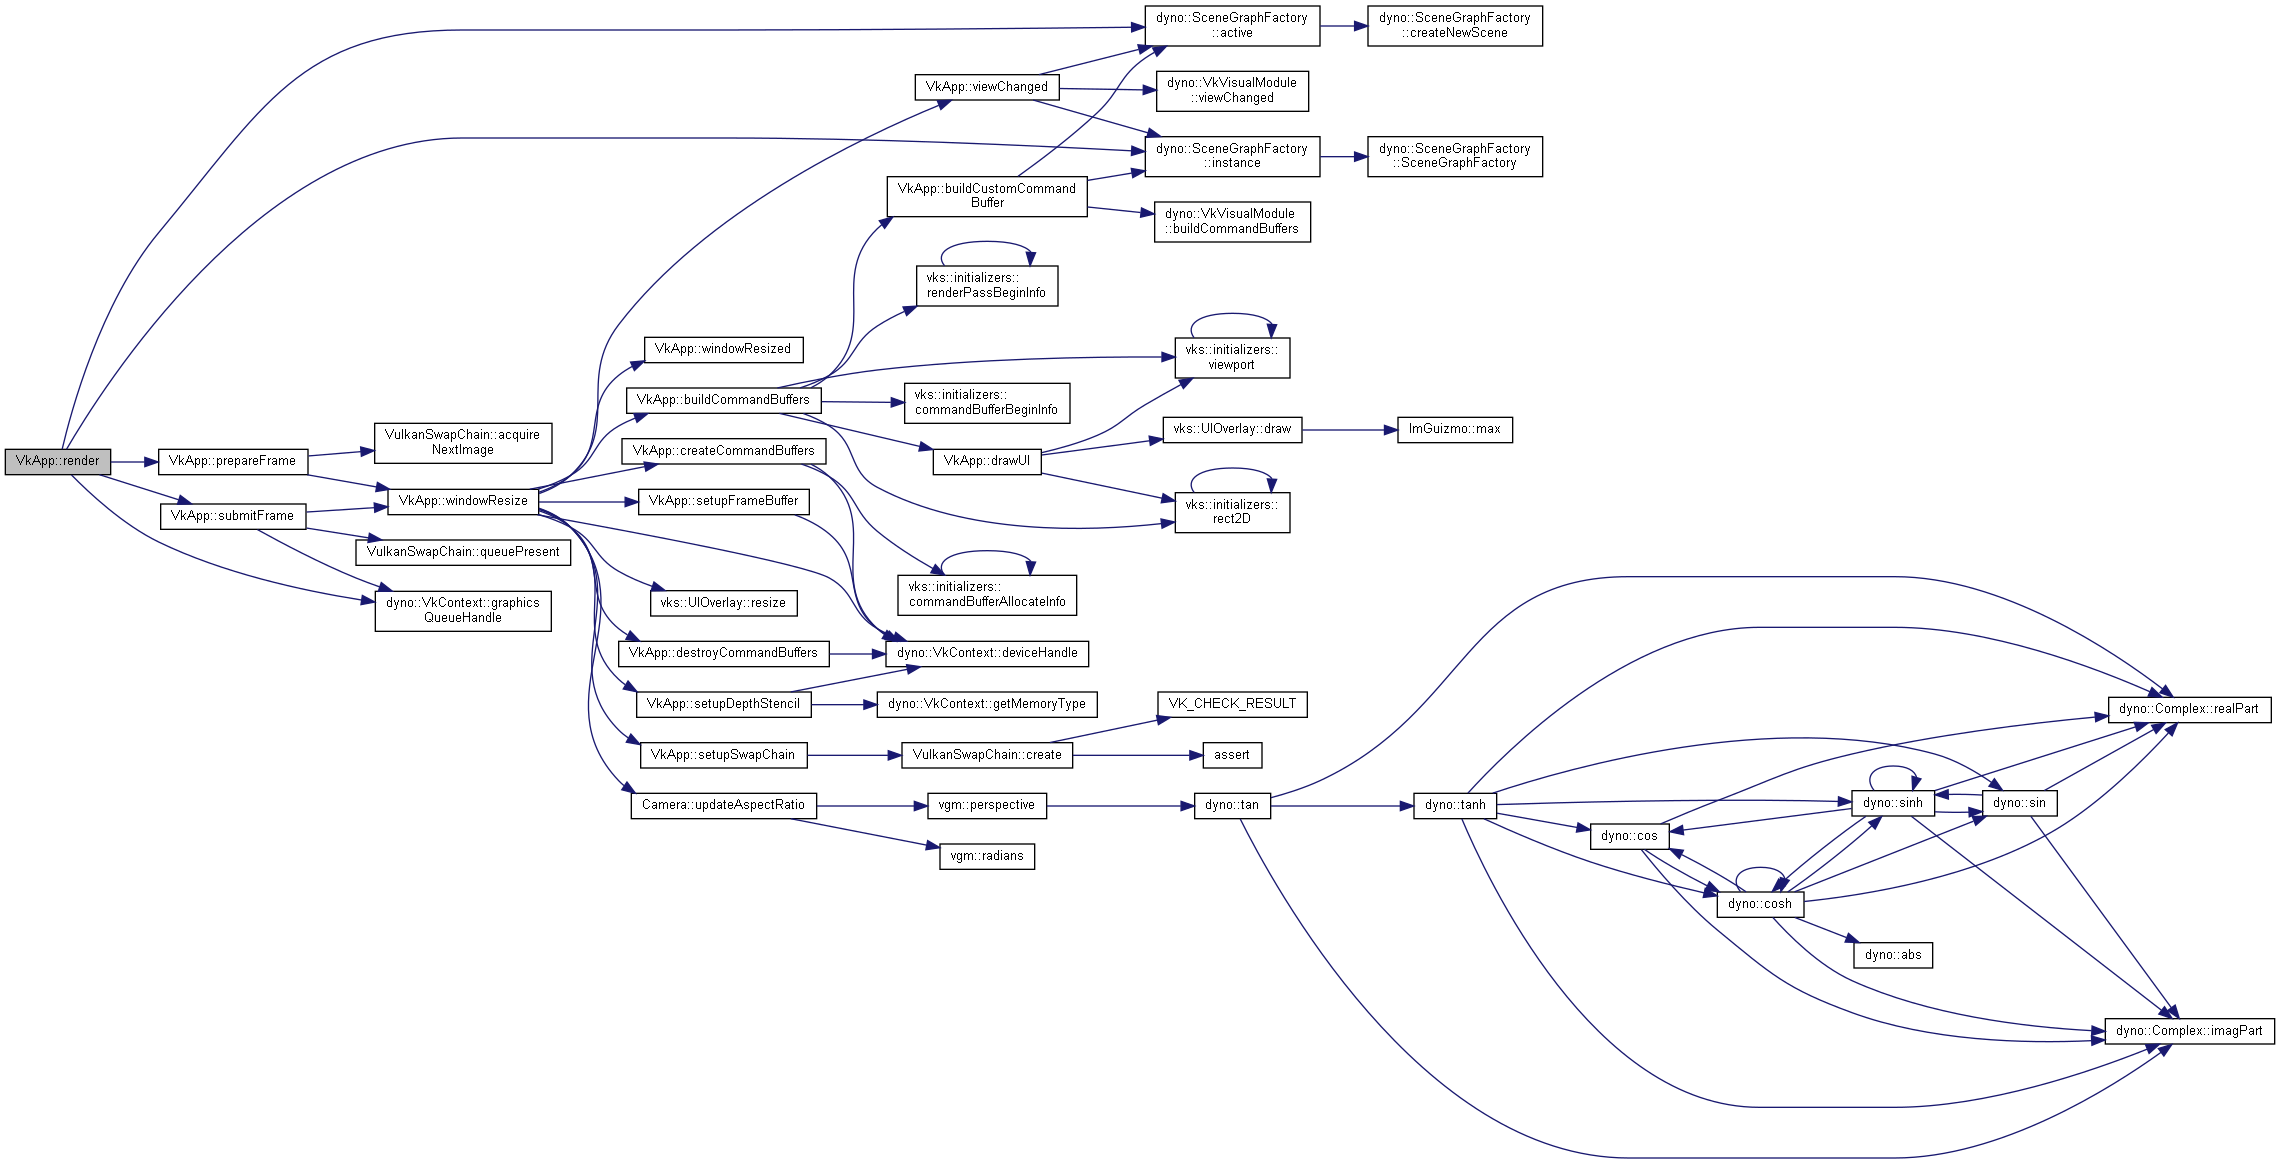 VkApp::render
VkApp::prepareFrame
VkApp::submitFrame
VulkanSwapChain::acquire
NextImage
VkApp::windowResize
VulkanSwapChain::queuePresent
dyno::VkContext::graphics
QueueHandle
VkApp::windowResized
VkApp::buildCommandBuffers
VkApp::createCommandBuffers
VkApp::setupFrameBuffer
vks::UIOverlay::resize
VkApp::destroyCommandBuffers
VkApp::setupDepthStencil
VkApp::setupSwapChain
Camera::updateAspectRatio
VkApp::viewChanged
VkApp::buildCustomCommand
Buffer
vks::initializers::
renderPassBeginInfo
vks::initializers::
commandBufferBeginInfo
VkApp::drawUI
vks::initializers::
commandBufferAllocateInfo
dyno::VkContext::deviceHandle
dyno::VkContext::getMemoryType
VulkanSwapChain::create
vgm::perspective
vgm::radians
dyno::SceneGraphFactory
::active
dyno::VkVisualModule
::viewChanged
dyno::SceneGraphFactory
::instance
dyno::VkVisualModule
::buildCommandBuffers
vks::initializers::
viewport
vks::UIOverlay::draw
vks::initializers::
rect2D
VK_CHECK_RESULT
assert
dyno::tan
dyno::SceneGraphFactory
::createNewScene
dyno::SceneGraphFactory
::SceneGraphFactory
ImGuizmo::max
dyno::tanh
dyno::cos
dyno::cosh
dyno::sinh
dyno::abs
dyno::sin
dyno::Complex::realPart
dyno::Complex::imagPart